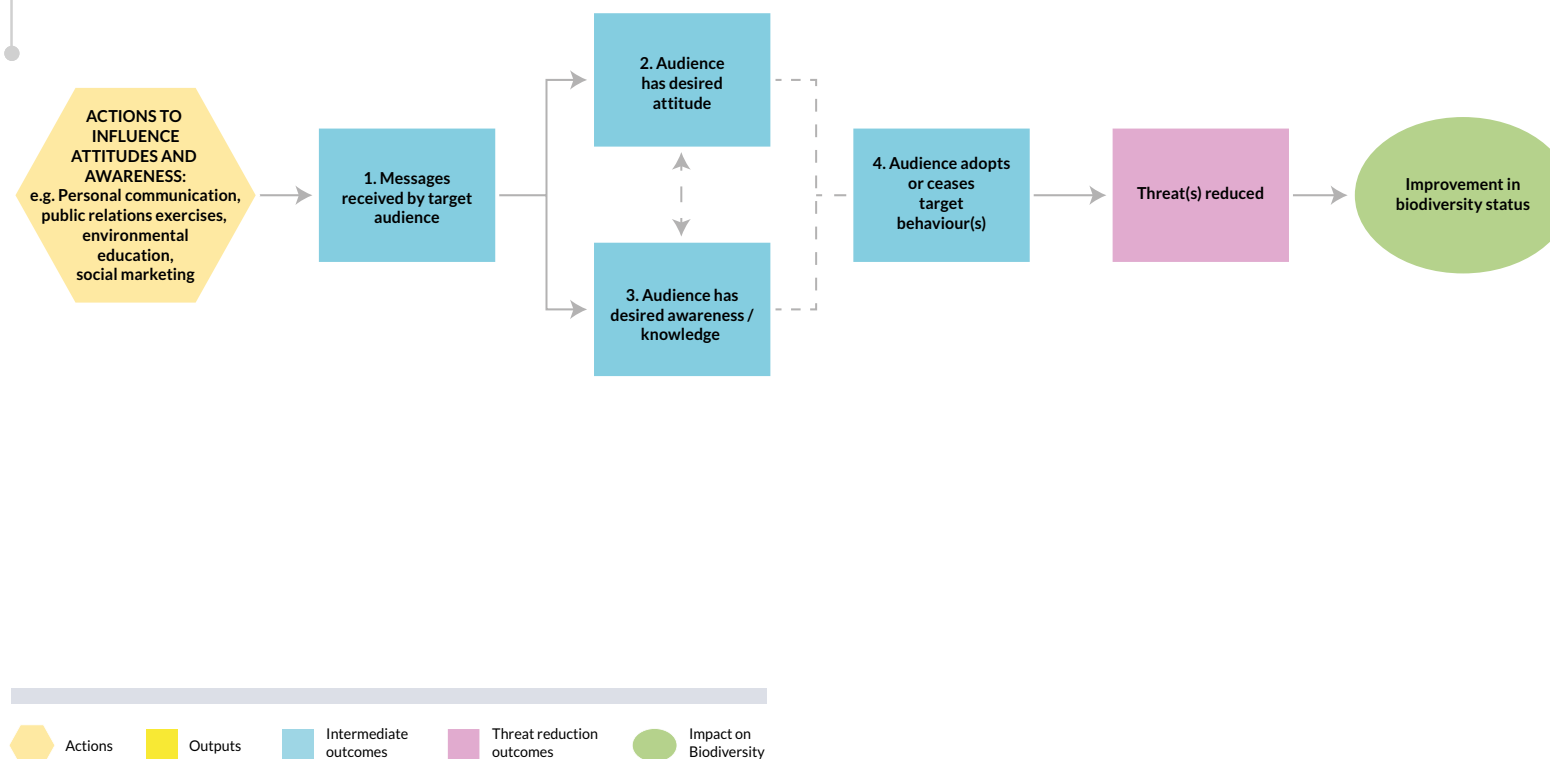 ACTIONS TO
INFLUENCE
ATTITUDES AND
AWARENESS:
e.g. Personal communication,
public relations exercises,
environmental
education,
social marketing
1. Messages
received by target
audience
2. Audience
has desired
attitude
3. Audience has
desired awareness /
knowledge
4. Audience adopts
or ceases
target
behaviour(s)
Threat(s) reduced
Improvement in
biodiversity status
Actions
Outputs
Intermediate
outcomes
Threat reduction
outcomes
Impact on
Biodiversity